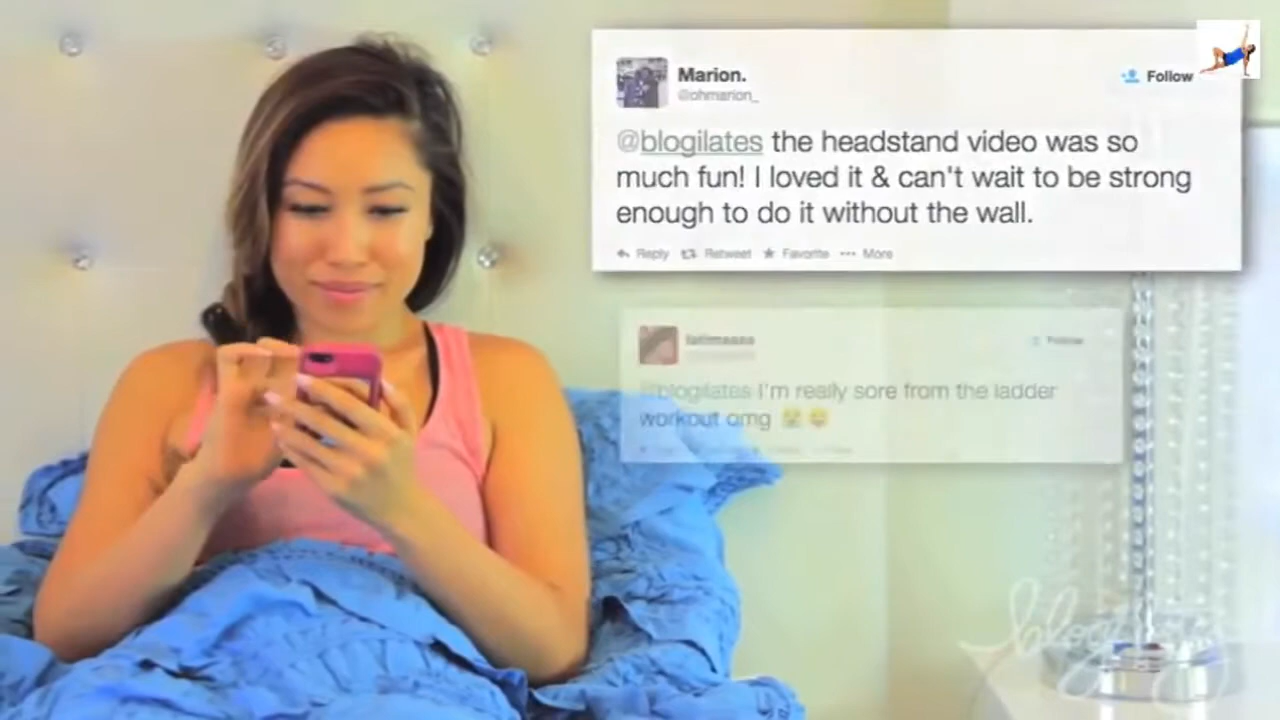 Marion.
@ohmarion_
Follow
@blogilates the headstand video was so
much fun! I loved it & can't wait to be strong
enough to do it without the wall.
Reply Retweet Favorite More
Follow
@blogilates I'm really sore from the ladder
workout omg